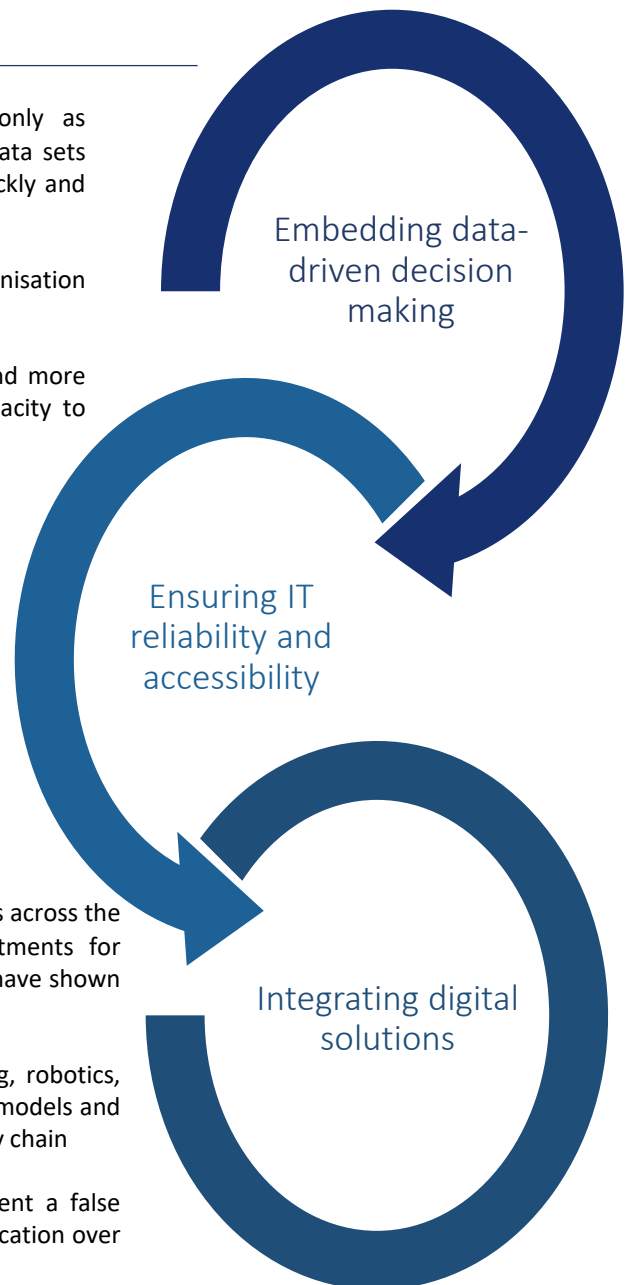 only as
ata sets
ckly and
Embedding data-
driven decision
making
nisation
nd more
acity to
Ensuring IT
reliability and
accessibility
s across the
tments for
have shown
Integrating digital
solutions
g, robotics,
models and
y chain
ent a false
cation over